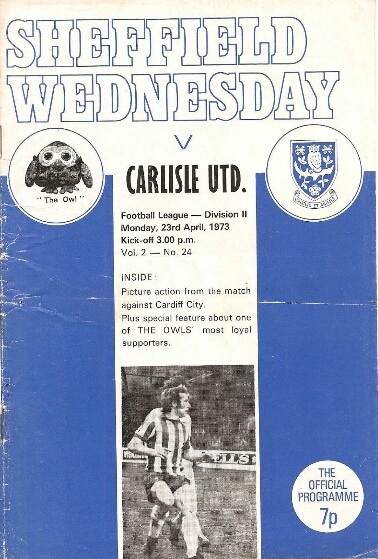 SHEFFIELD
WEDNESDAY
V
CARLISLE UTD.
"The Owl"
Football League — Division II
Monday, 23rd April, 1973
Kick-off 3.00 p.m.
Vol. 2 — No. 24
INSIDE:
Picture action from the match
against Cardiff City.
Plus special feature about one
of THE OWLS' most loyal
supporters.
THE
OFFICIAL
PROGRAMME
7p